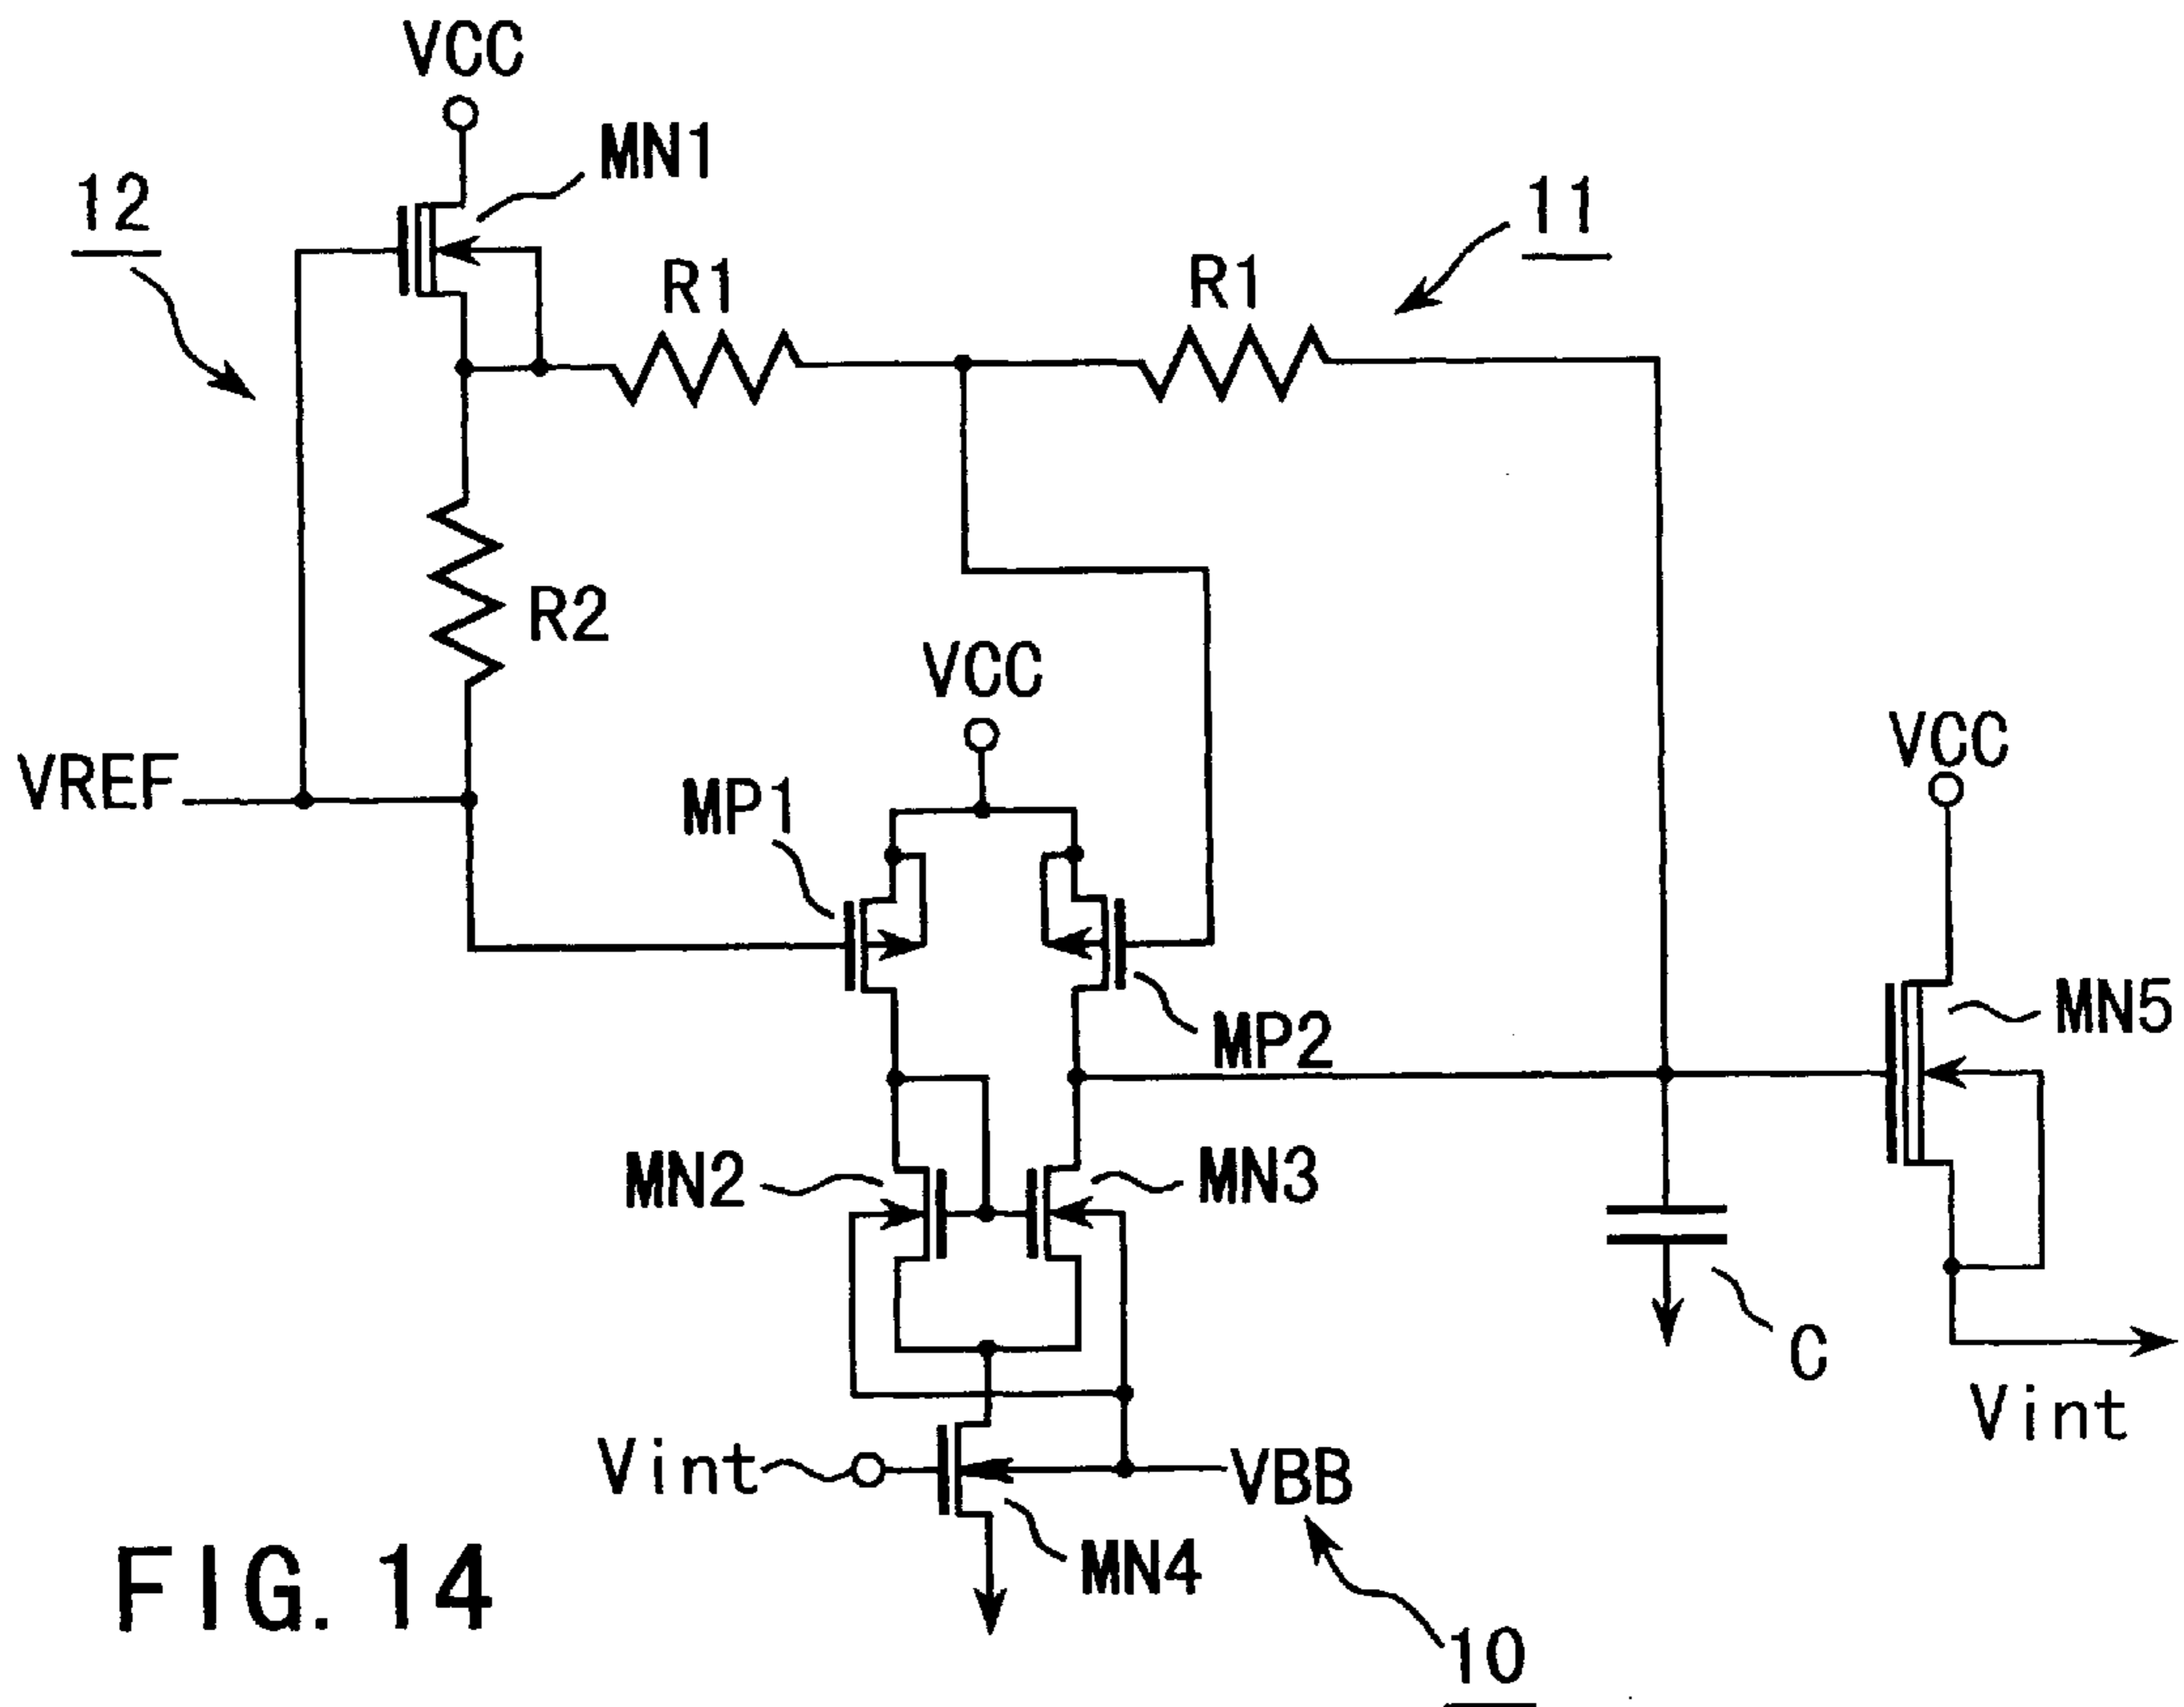 VCC
MN1
12
11
R1
R1
R2
VCC
VCC
VREF
MP1
MN5
MP2
MN2
MN3
C
Vint
Vint
VBB
MN4
FIG. 14
10